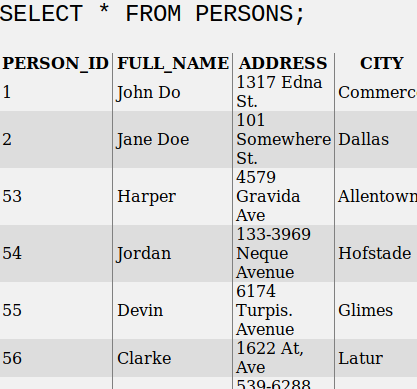 SELECT * FROM PERSONS;
PERSON_ID FULL_NAME ADDRESS CITY
1 John Do 1317 Edna St. Commerc
2 Jane Doe 101 Somewhere St. Dallas
53 Harper 4579 Gravida Ave Allentown
54 Jordan 133-3969 Neque Avenue Hofstade
55 Devin 6174 Turpis. Avenue Glimes
56 Clarke 1622 At, Ave Latur
539-6288